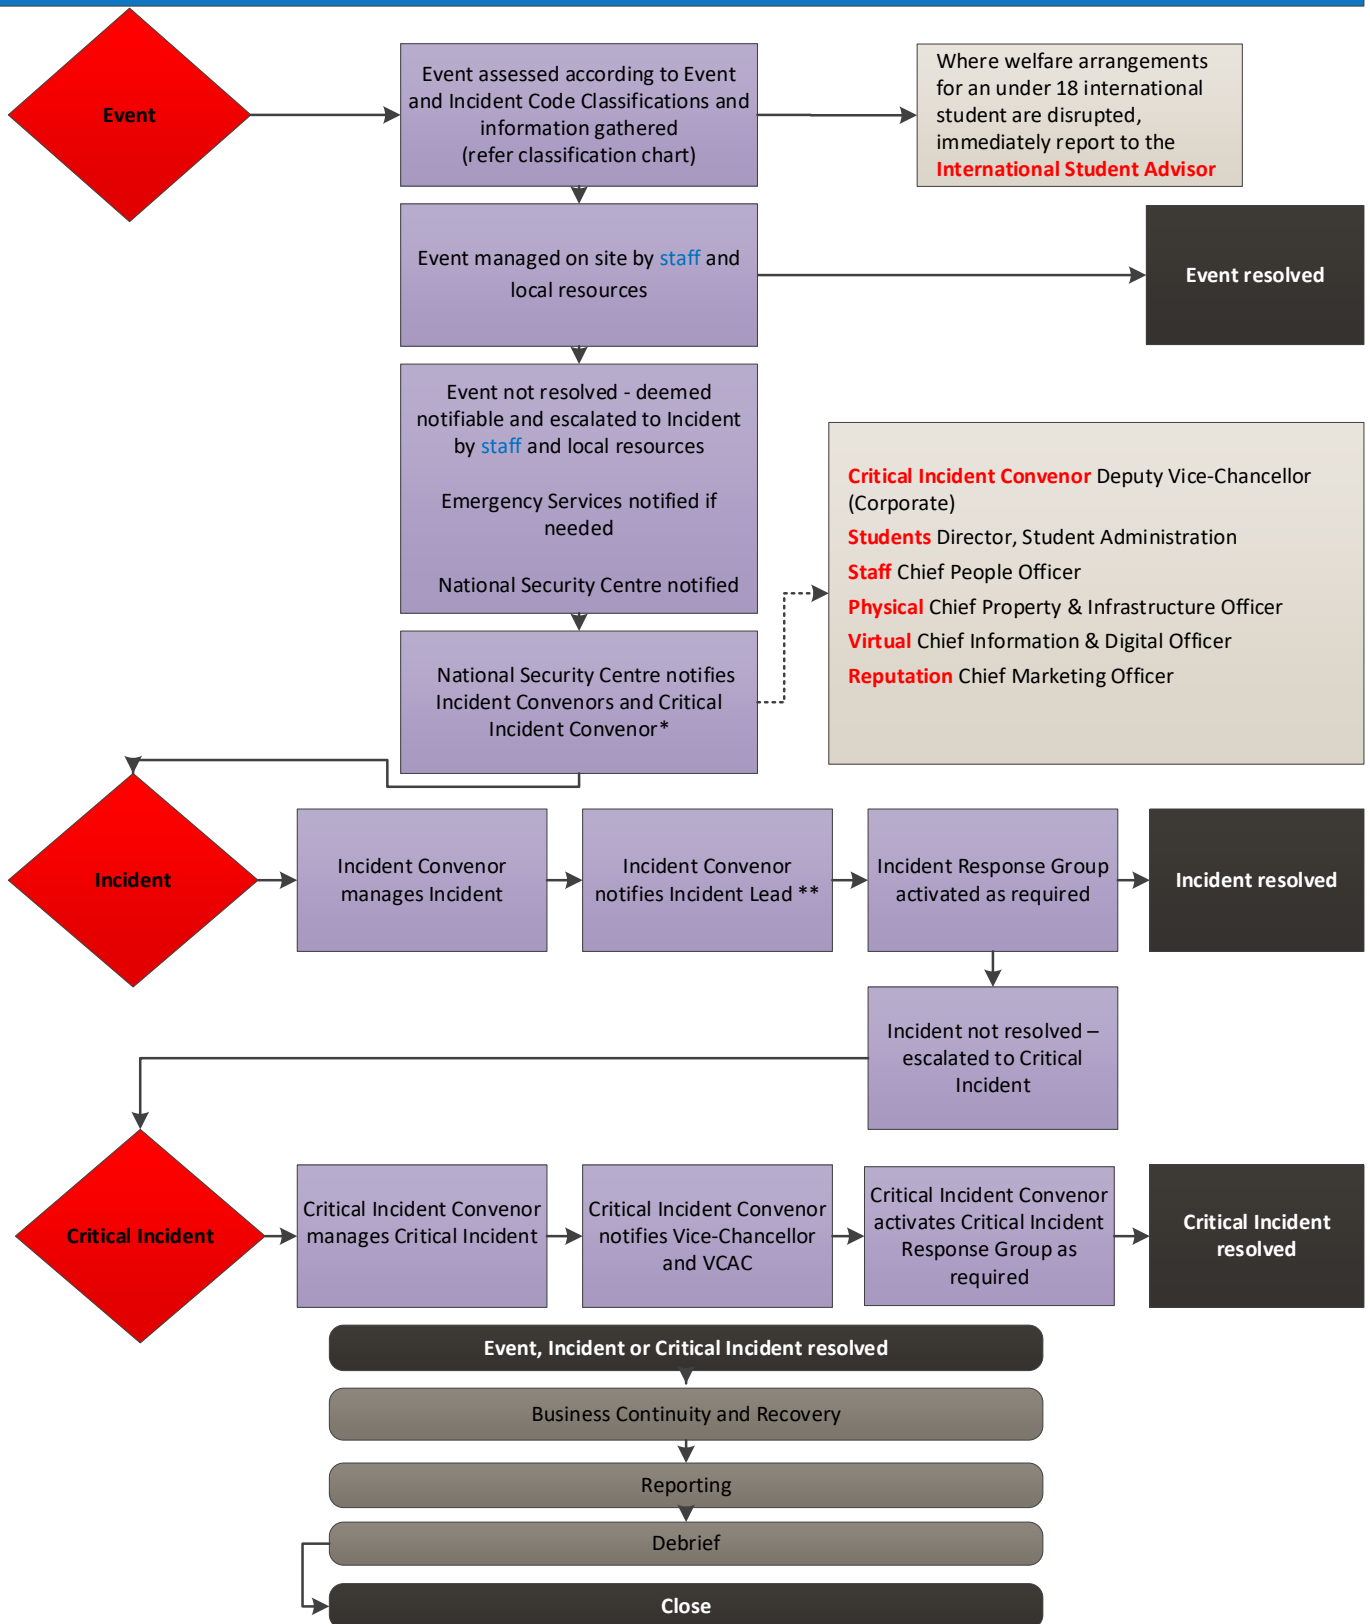 Event
Event assessed according to Event
and Incident Code Classifications and
information gathered
(refer classification chart)
Where welfare arrangements
for an under 18 international
student are disrupted,
immediately report to the
International Student Advisor
Event managed on site by staff and
local resources
Event resolved
Event not resolved - deemed
notifiable and escalated to Incident
by staff and local resources
Emergency Services notified if
needed
National Security Centre notified
Critical Incident Convenor Deputy Vice-Chancellor
(Corporate)
Students Director, Student Administration
Staff Chief People Officer
Physical Chief Property & Infrastructure Officer
Virtual Chief Information & Digital Officer
Reputation Chief Marketing Officer
National Security Centre notifies
Incident Convenors and Critical
Incident Convenor*
Incident
Incident Convenor
manages Incident
Incident Convenor
notifies Incident Lead **
Incident Response Group
activated as required
Incident resolved
Incident not resolved –
escalated to Critical
Incident
Critical Incident
Critical Incident Convenor
manages Critical Incident
Critical Incident Convenor
notifies Vice-Chancellor
and VCAC
Critical Incident Convenor
activates Critical Incident
Response Group as
required
Critical Incident
resolved
Event, Incident or Critical Incident resolved
Business Continuity and Recovery
Reporting
Debrief
Close